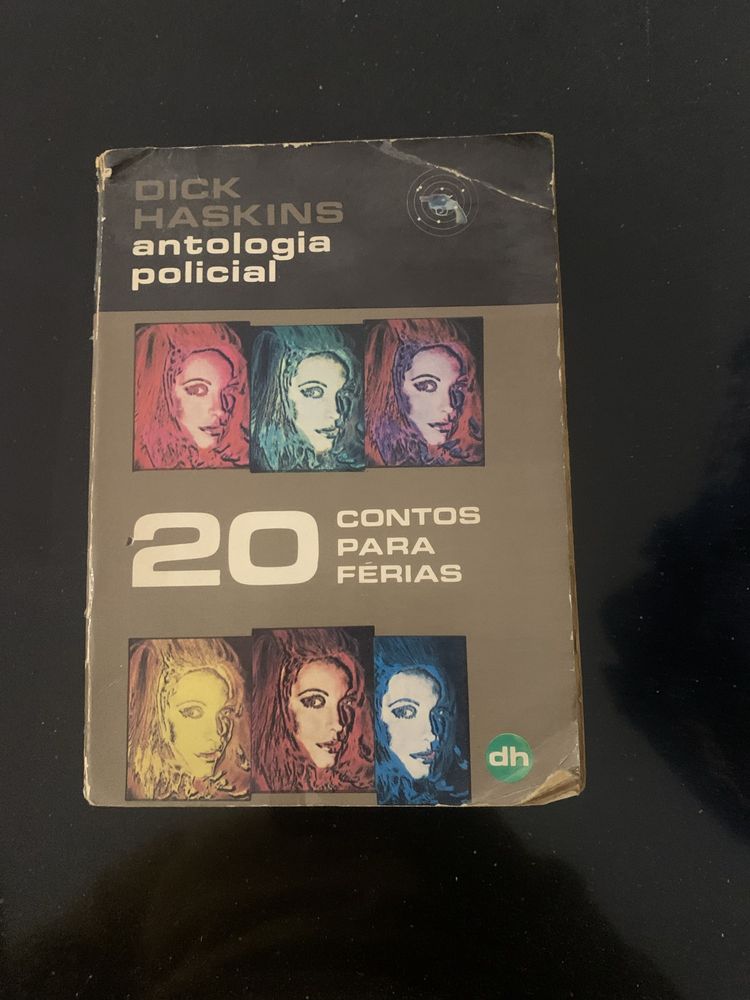 DICK
HASKINS
antologia
policial
20
CONTOS
PARA
FÉRIAS
dh